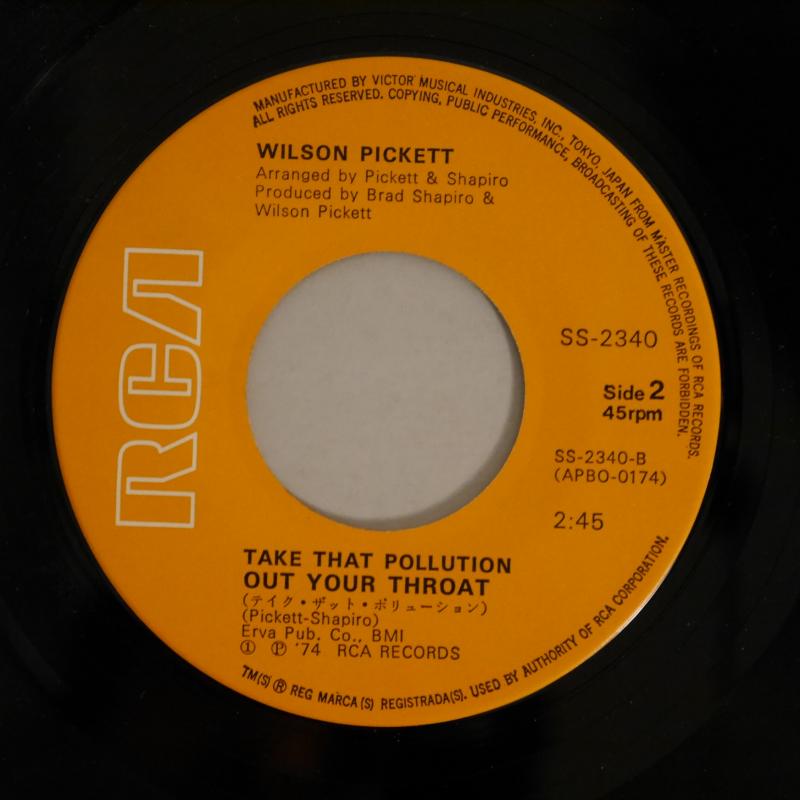 MANUFACTURED BY VICTOR MUSICAL INDUSTRIES, INC., TOKYO, JAPAN FROM MASTER RECORDINGS OF RCA RECORDS.
ALL RIGHTS RESERVED. COPYING, PUBLIC PERFORMANCE, BROADCASTING OF THESE RECORDS ARE FORBIDDEN.
WILSON PICKETT
Arranged by Pickett & Shapiro
Produced by Brad Shapiro &
Wilson Pickett
RCA
SS-2340
Side 2
45rpm
SS-2340-B
(APBO-0174)
2:45
TAKE THAT POLLUTION
OUT YOUR THROAT
(テイク・ザット・ポリューション)
(Pickett-Shapiro)
Erva Pub. Co., BMI
① Ⓟ '74 RCA RECORDS
TM(S) ® REG MARCA(S) REGISTRADA(S). USED BY AUTHORITY OF RCA CORPORATION.